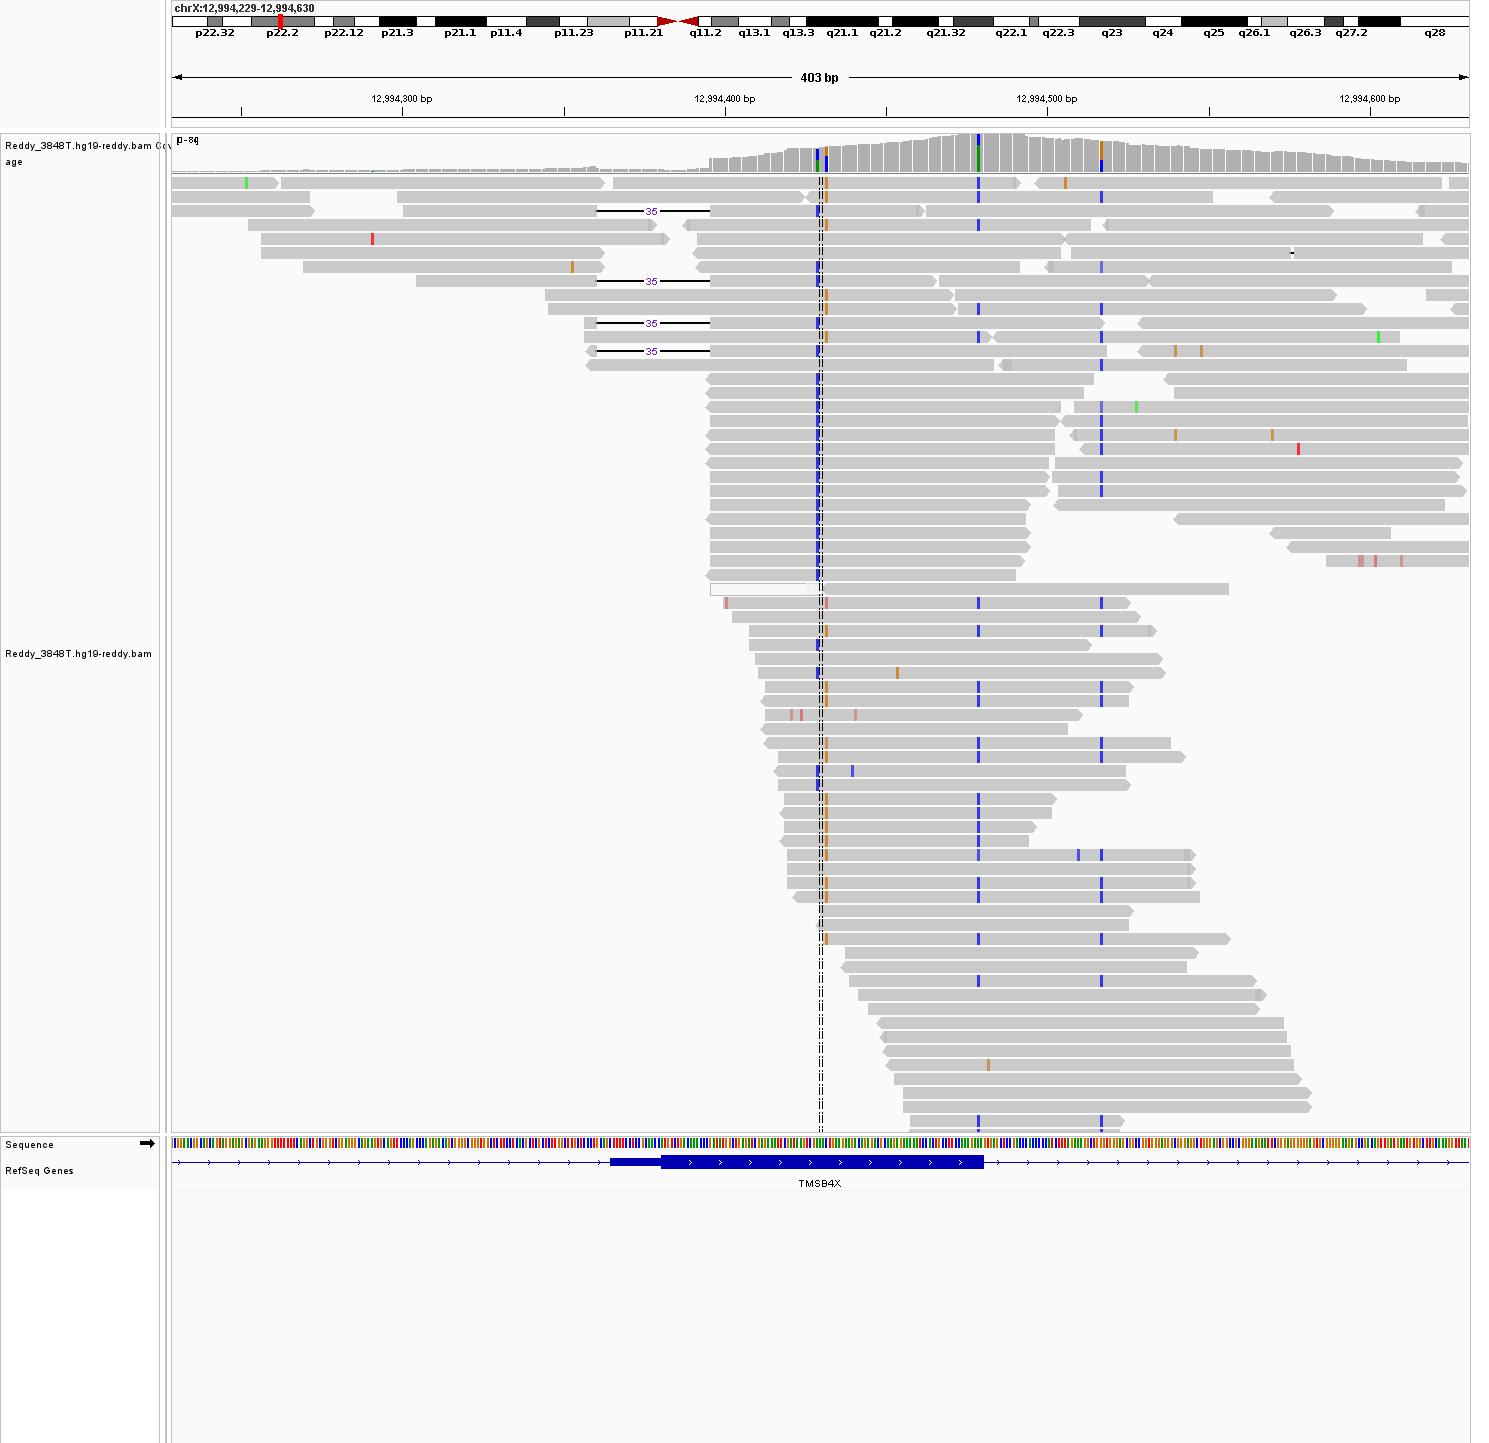 chrX:12,994,229-12,994,630
p22.32 p22.2 p22.12 p21.3 p21.1 p11.4 p11.23 p11.21 q11.2 q13.1 q13.3 q21.1 q21.2 q21.32 q22.1 q22.3 q23 q24 q25 q26.1 q26.3 q27.2 q28
403 bp
12,994,300 bp 12,994,400 bp 12,994,500 bp 12,994,600 bp
Reddy_3848T.hg19-reddy.bam Cov
age
[0 - 84]
35
35
35
35
Reddy_3848T.hg19-reddy.bam
Sequence
RefSeq Genes
TMSB4X